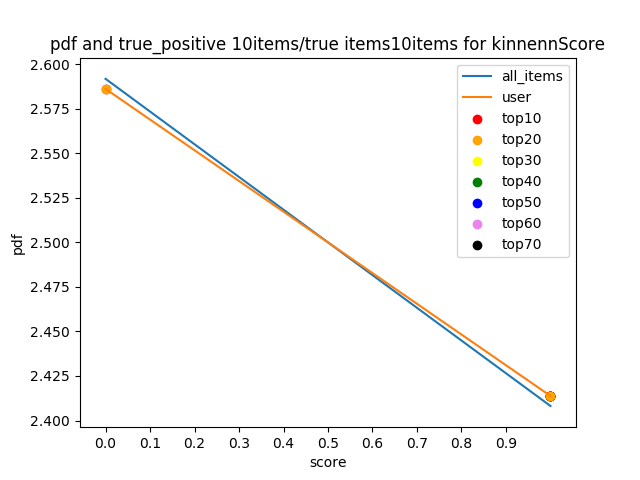 pdf and true_positive 10items/true items10items for kinnennScore
all_items
user
top10
top20
top30
top40
top50
top60
top70
2.600
2.575
2.550
2.525
2.500
2.475
2.450
2.425
2.400
pdf
0.0 0.1 0.2 0.3 0.4 0.5 0.6 0.7 0.8 0.9
score